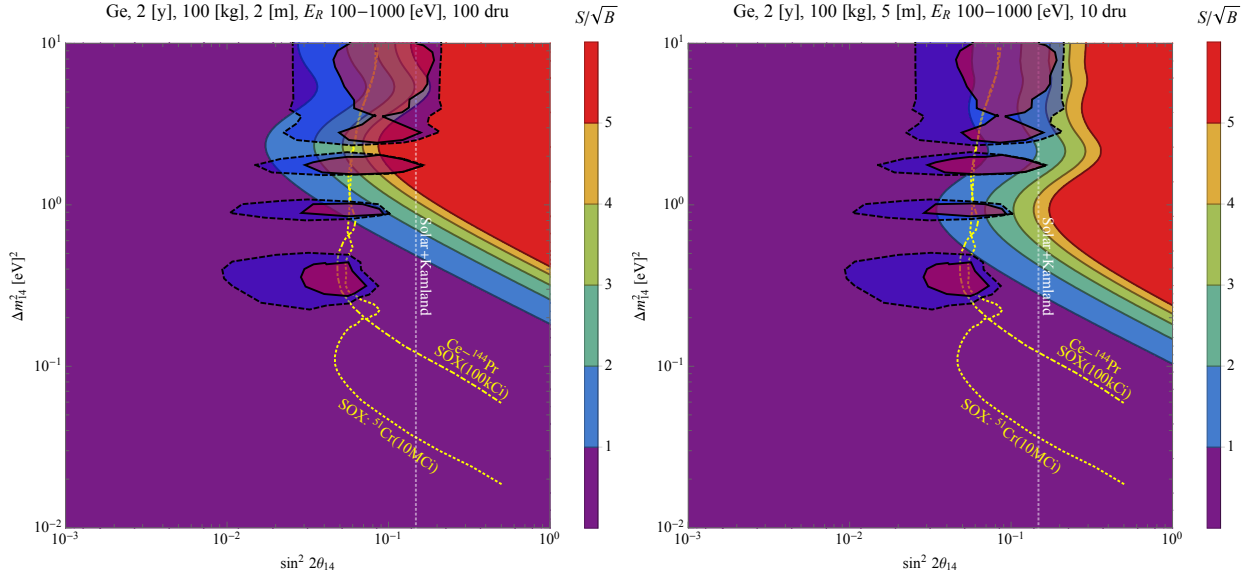 Ge, 2 [y], 100 [kg], 2 [m], E_R 100−1000 [eV], 100 dru
S/√B
10^1
10^0
10^-1
10^-2
Δm²_14 [eV]²
10^-3
10^-2
10^-1
10^0
sin² 2θ_14
Solar+Kamland
Ce−^144Pr
SOX(100kCi)
SOX: ^51Cr(10MCi)
5
4
3
2
1
Ge, 2 [y], 100 [kg], 5 [m], E_R 100−1000 [eV], 10 dru
S/√B
10^1
10^0
10^-1
10^-2
Δm²_14 [eV]²
10^-3
10^-2
10^-1
10^0
sin² 2θ_14
Solar+Kamland
Ce−^144Pr
SOX(100kCi)
SOX: ^51Cr(10MCi)
5
4
3
2
1